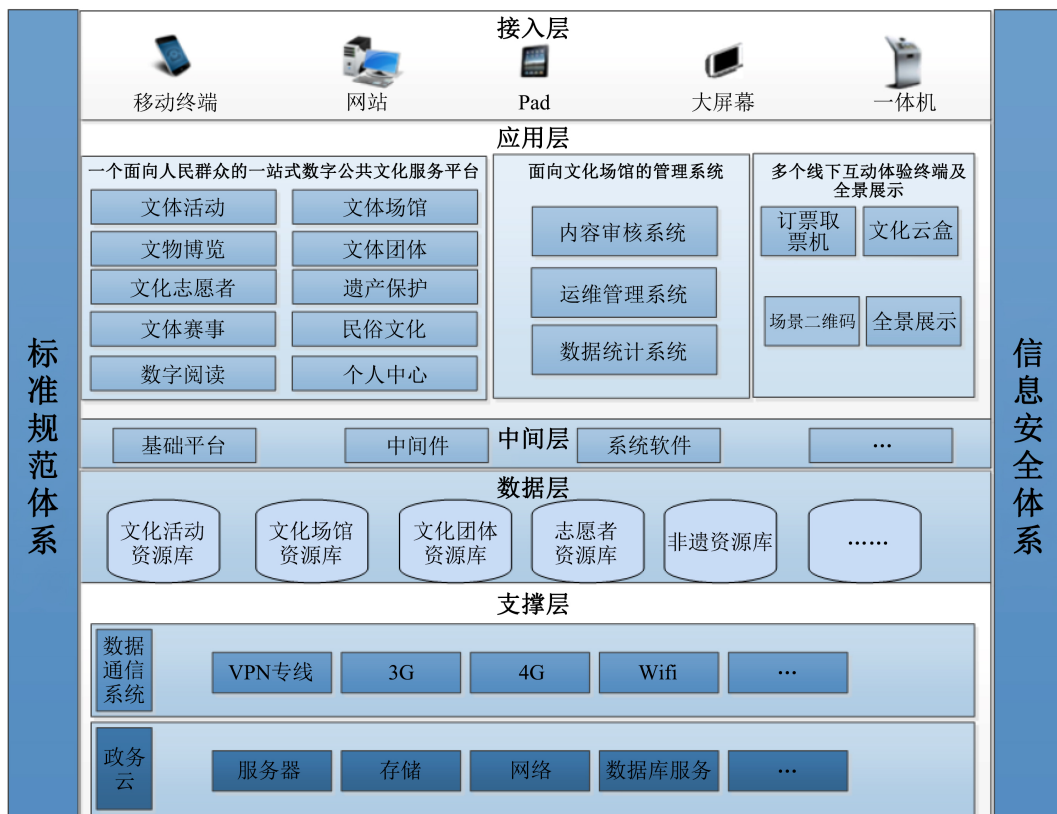 接入层
移动终端
网站
Pad
大屏幕
一体机
应用层
一个面向人民群众的一站式数字公共文化服务平台
文体活动
文体场馆
文物博览
文体团体
文化志愿者
遗产保护
文体赛事
民俗文化
数字阅读
个人中心
面向文化场馆的管理系统
内容审核系统
运维管理系统
数据统计系统
多个线下互动体验终端及
全景展示
订票取
票机
文化云盒
场景二维码
全景展示
中间层
基础平台
中间件
系统软件
…
数据层
文化活动
资源库
文化场馆
资源库
文化团体
资源库
志愿者
资源库
非遗资源库
……
支撑层
数据
通信
系统
VPN专线
3G
4G
Wifi
…
政务
云
服务器
存储
网络
数据库服务
…
标准规范体系
信息安全体系